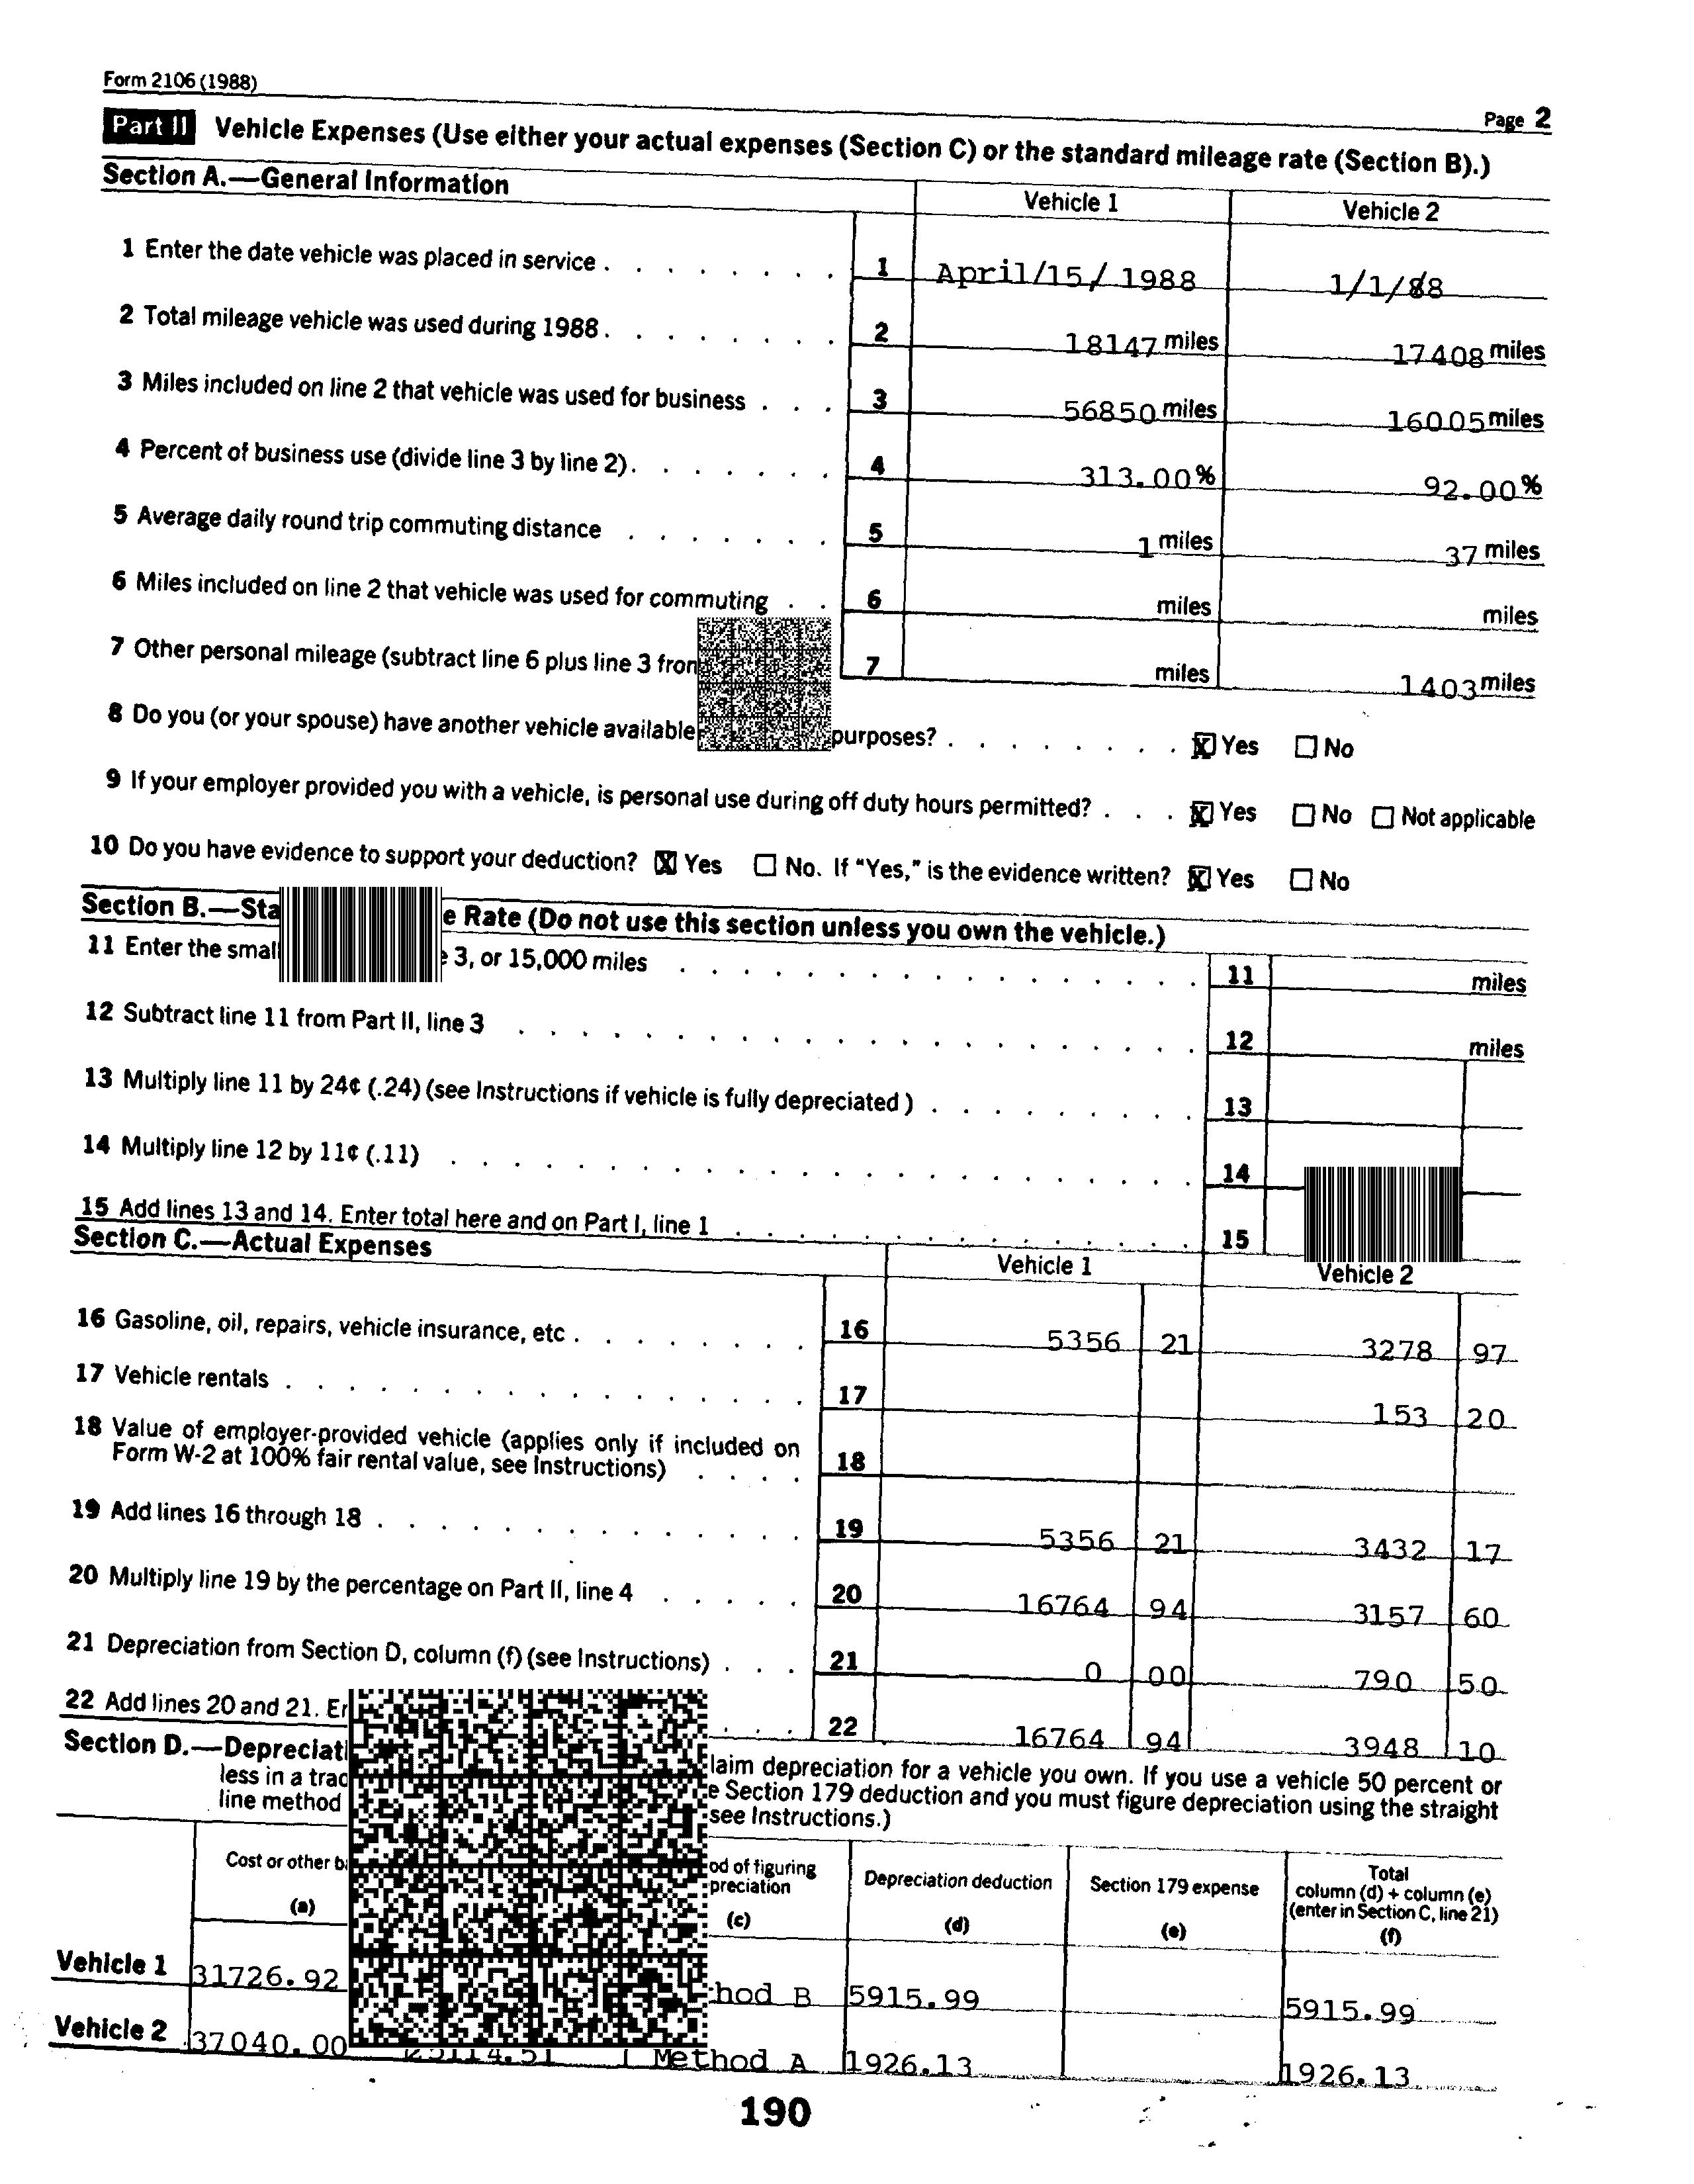 Form 2106 (1988)
Page 2
Part II Vehicle Expenses (Use either your actual expenses (Section C) or the standard mileage rate (Section B).)
Section A.—General Information
Vehicle 1 Vehicle 2
1 Enter the date vehicle was placed in service . . . . . . . . 1 April/15/ 1988 1/1/88
2 Total mileage vehicle was used during 1988 . . . . . . . . 2 18147 miles 17408 miles
3 Miles included on line 2 that vehicle was used for business . . . 3 56850 miles 16005 miles
4 Percent of business use (divide line 3 by line 2) . . . . . . . 4 313.00% 92.00%
5 Average daily round trip commuting distance . . . . . . . 5 1 miles 37 miles
6 Miles included on line 2 that vehicle was used for commuting . . 6 miles miles
7 Other personal mileage (subtract line 6 plus line 3 from 7 miles 1403 miles
8 Do you (or your spouse) have another vehicle available purposes? . . . . . . . . X Yes No
9 If your employer provided you with a vehicle, is personal use during off duty hours permitted? . . . X Yes No Not applicable
10 Do you have evidence to support your deduction? X Yes No. If "Yes," is the evidence written? X Yes No
Section B.—Sta e Rate (Do not use this section unless you own the vehicle.)
11 Enter the small 3, or 15,000 miles . . . . . . . . . . . . . . . . . 11 miles
12 Subtract line 11 from Part II, line 3 . . . . . . . . . . . . . . . . . . . . . . 12 miles
13 Multiply line 11 by 24¢ (.24) (see Instructions if vehicle is fully depreciated ) . . . . . . . . . 13
14 Multiply line 12 by 11¢ (.11) . . . . . . . . . . . . . . . . . . . . . . . . 14
15 Add lines 13 and 14. Enter total here and on Part I, line 1 . . . . . . . . . . . . . . . 15
Section C.—Actual Expenses
Vehicle 1 Vehicle 2
16 Gasoline, oil, repairs, vehicle insurance, etc . . . . . . . . 16 5356 21 3278 97
17 Vehicle rentals . . . . . . . . . . . . . . . . . 17 153 20
18 Value of employer-provided vehicle (applies only if included on
Form W-2 at 100% fair rental value, see Instructions) . . . . 18
19 Add lines 16 through 18 . . . . . . . . . . . . . . 19 5356 21 3432 17
20 Multiply line 19 by the percentage on Part II, line 4 . . . . . 20 16764 94 3157 60
21 Depreciation from Section D, column (f) (see Instructions) . . . 21 0 00 790 50
22 Add lines 20 and 21. . . . 22 16764 94 3948 10
Section D.—Depreciati laim depreciation for a vehicle you own. If you use a vehicle 50 percent or
less in a trad e Section 179 deduction and you must figure depreciation using the straight
line method see Instructions.)
Cost or other ba
(a)
od of figuring
preciation
(c)
Depreciation deduction
(d)
Section 179 expense
(e)
Total
column (d) + column (e)
(enter in Section C, line 21)
(f)
Vehicle 1 31726.92 hod B 5915.99 5915.99
Vehicle 2 37040.00 Method A 1926.13 1926.13
190